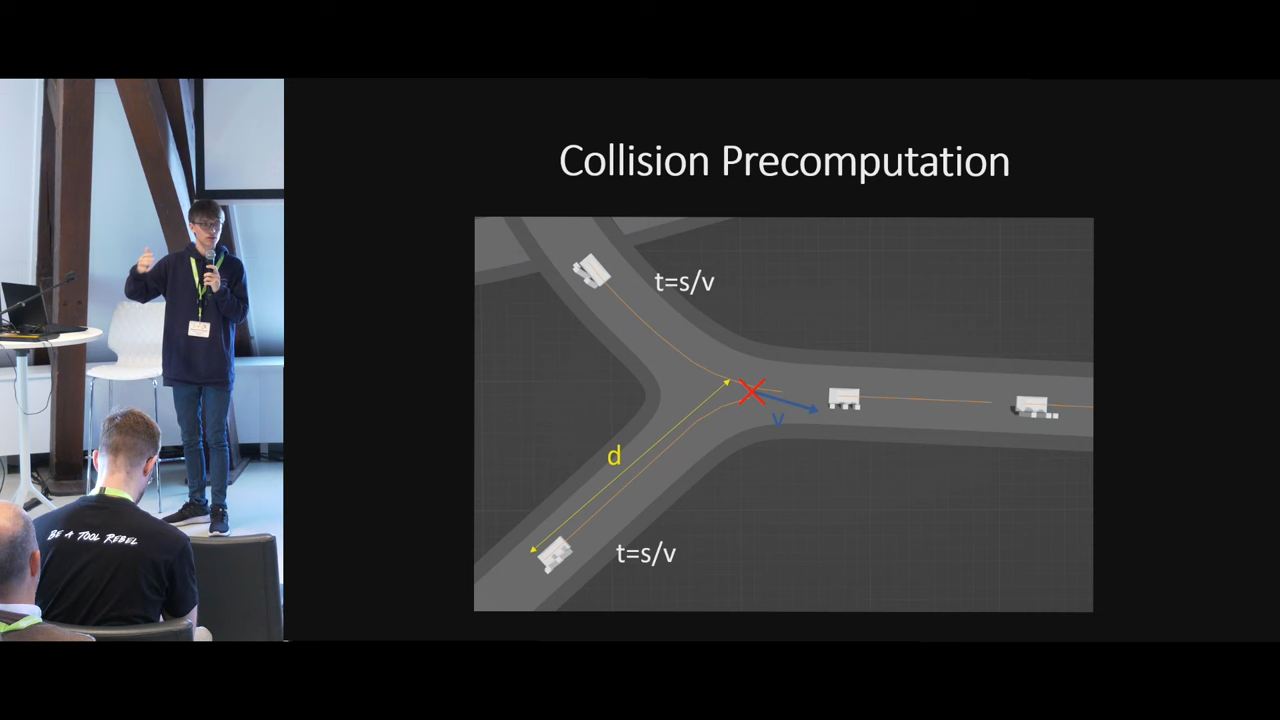 Collision Precomputation
t=s/v
v
d
t=s/v
BE A TOOL REBEL